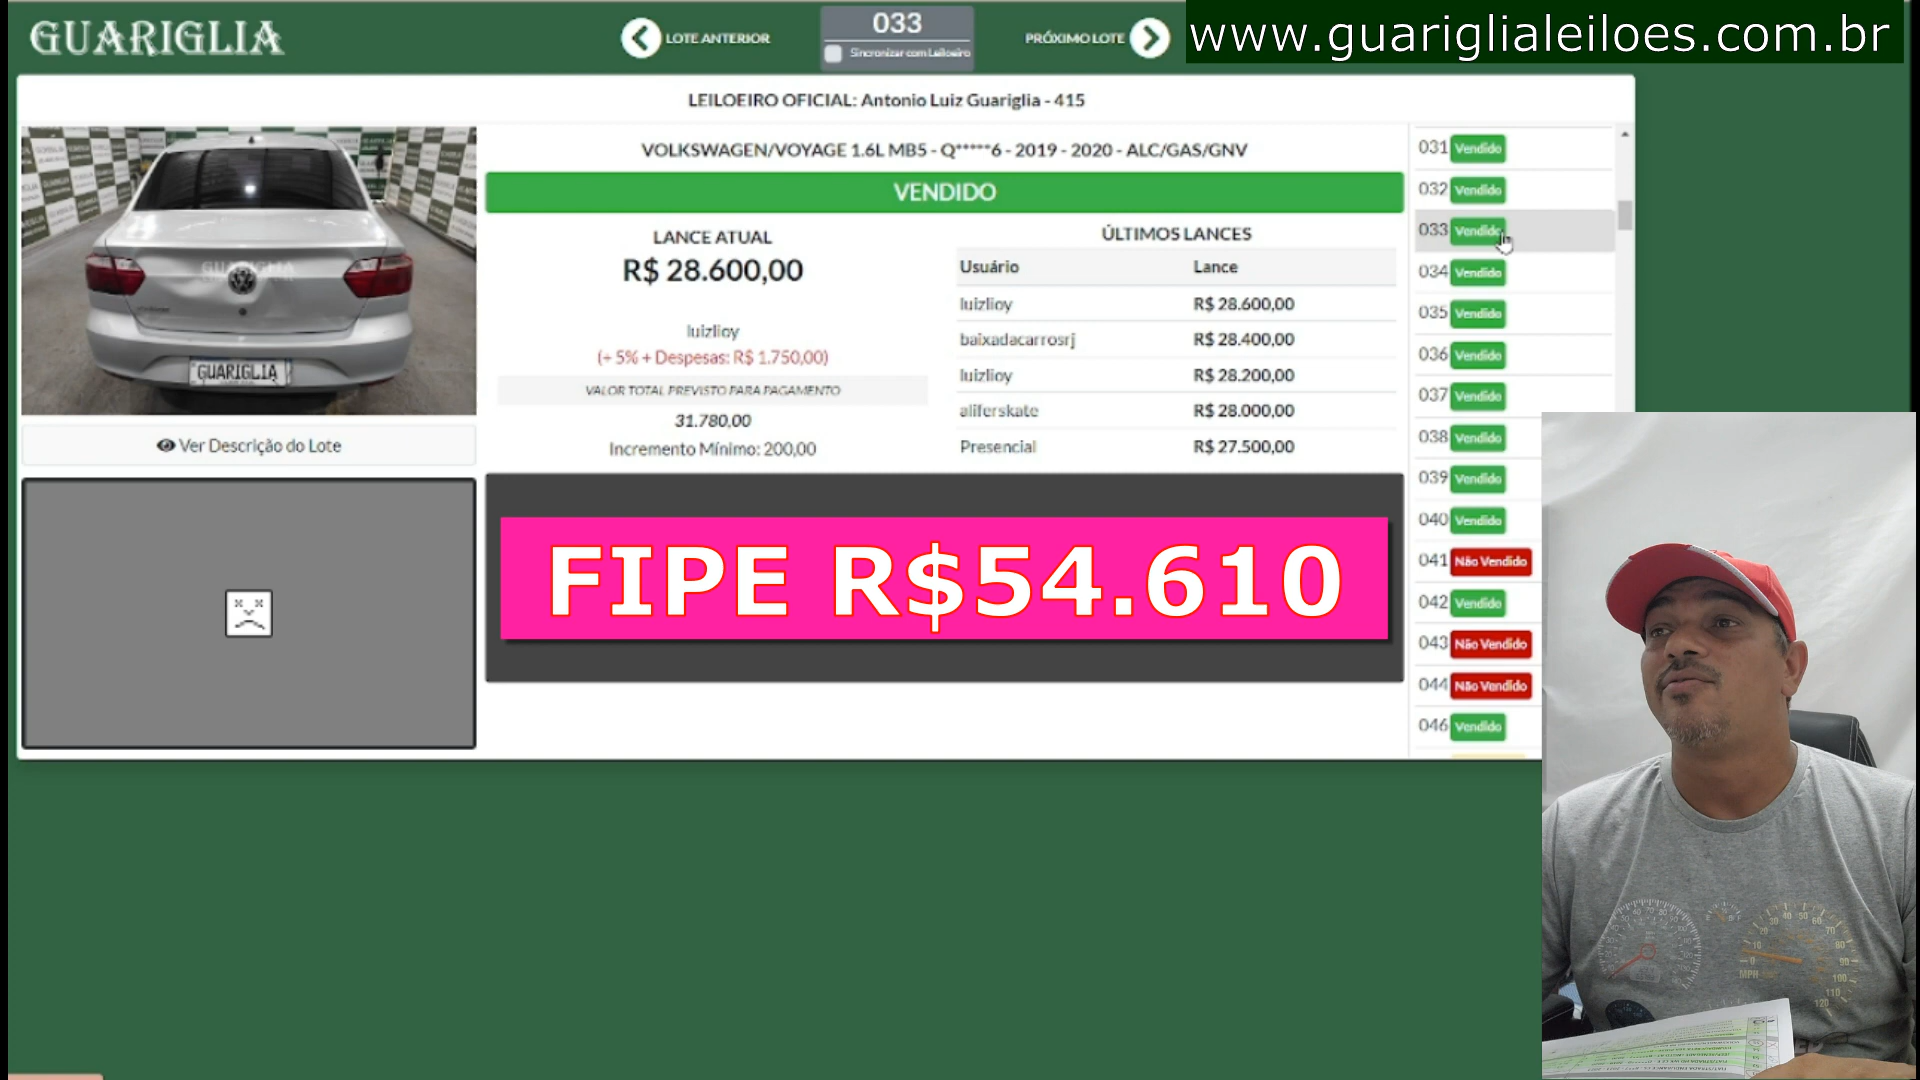 GUARIGLIA
LOTE ANTERIOR
033
Sincronizar com Leiloeiro
PRÓXIMO LOTE
www.guariglialeiloes.com.br
LEILOEIRO OFICIAL: Antonio Luiz Guariglia - 415
VOLKSWAGEN/VOYAGE 1.6L MB5 - Q*****6 - 2019 - 2020 - ALC/GAS/GNV
VENDIDO
LANCE ATUAL
R$ 28.600,00
luizlioy
(+ 5% + Despesas: R$ 1.750,00)
VALOR TOTAL PREVISTO PARA PAGAMENTO
31.780,00
Incremento Mínimo: 200,00
ÚLTIMOS LANCES
Usuário Lance
luizlioy R$ 28.600,00
baixadacarrosrj R$ 28.400,00
luizlioy R$ 28.200,00
aliferskate R$ 28.000,00
Presencial R$ 27.500,00
GUARIGLIA
GUARIGLIA
Ver Descrição do Lote
FIPE R$54.610
031 Vendido
032 Vendido
033 Vendido
034 Vendido
035 Vendido
036 Vendido
037 Vendido
038 Vendido
039 Vendido
040 Vendido
041 Não Vendido
042 Vendido
043 Não Vendido
044 Não Vendido
046 Vendido